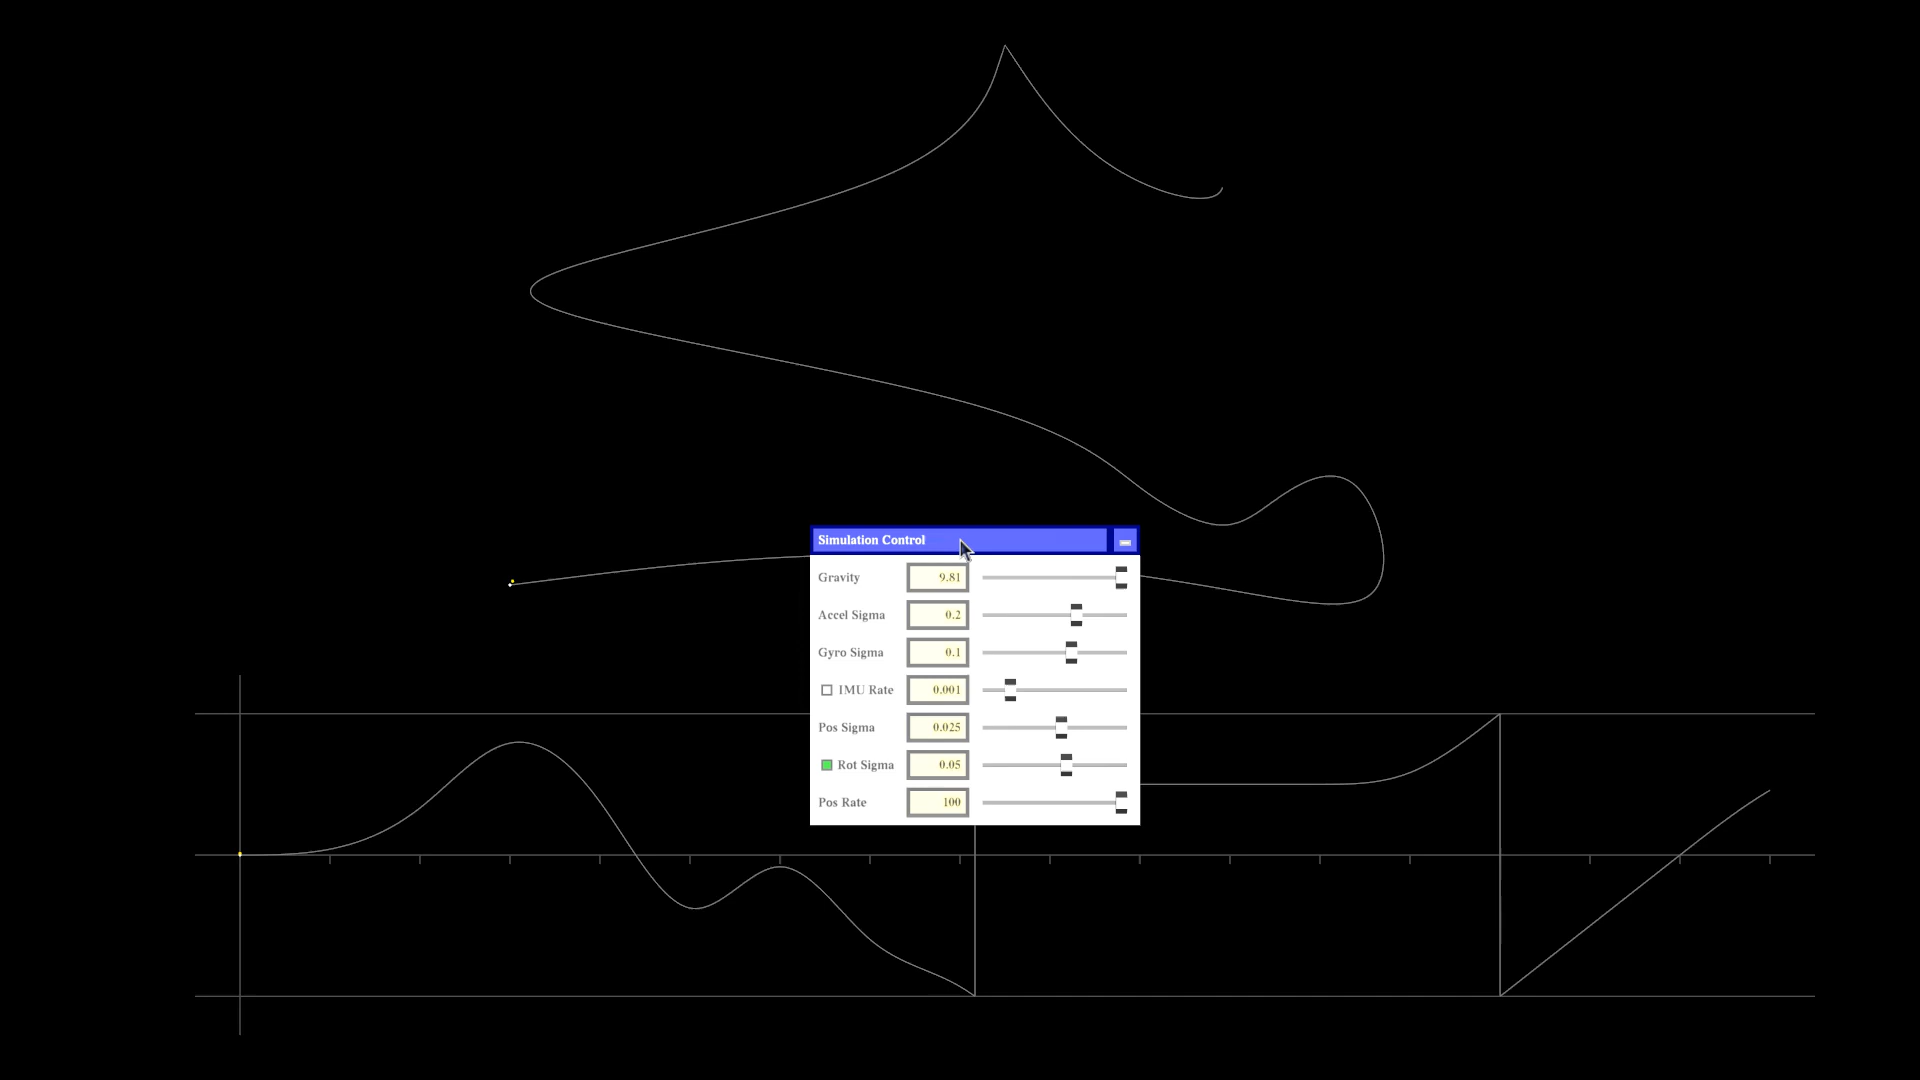 Simulation Control
Gravity 9.81
Accel Sigma 0.2
Gyro Sigma 0.1
IMU Rate 0.001
Pos Sigma 0.025
Rot Sigma 0.05
Pos Rate 100